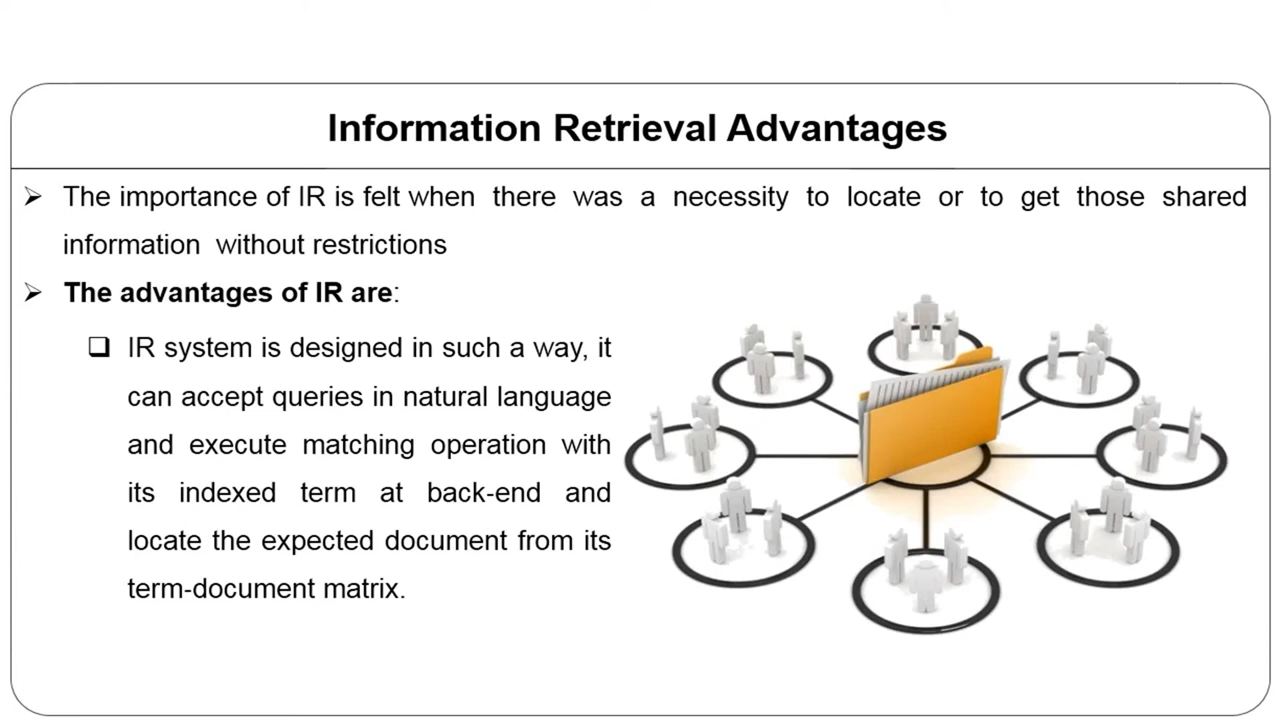 Information Retrieval Advantages
The importance of IR is felt when there was a necessity to locate or to get those shared
information without restrictions
The advantages of IR are:
IR system is designed in such a way, it
can accept queries in natural language
and execute matching operation with
its indexed term at back-end and
locate the expected document from its
term-document matrix.